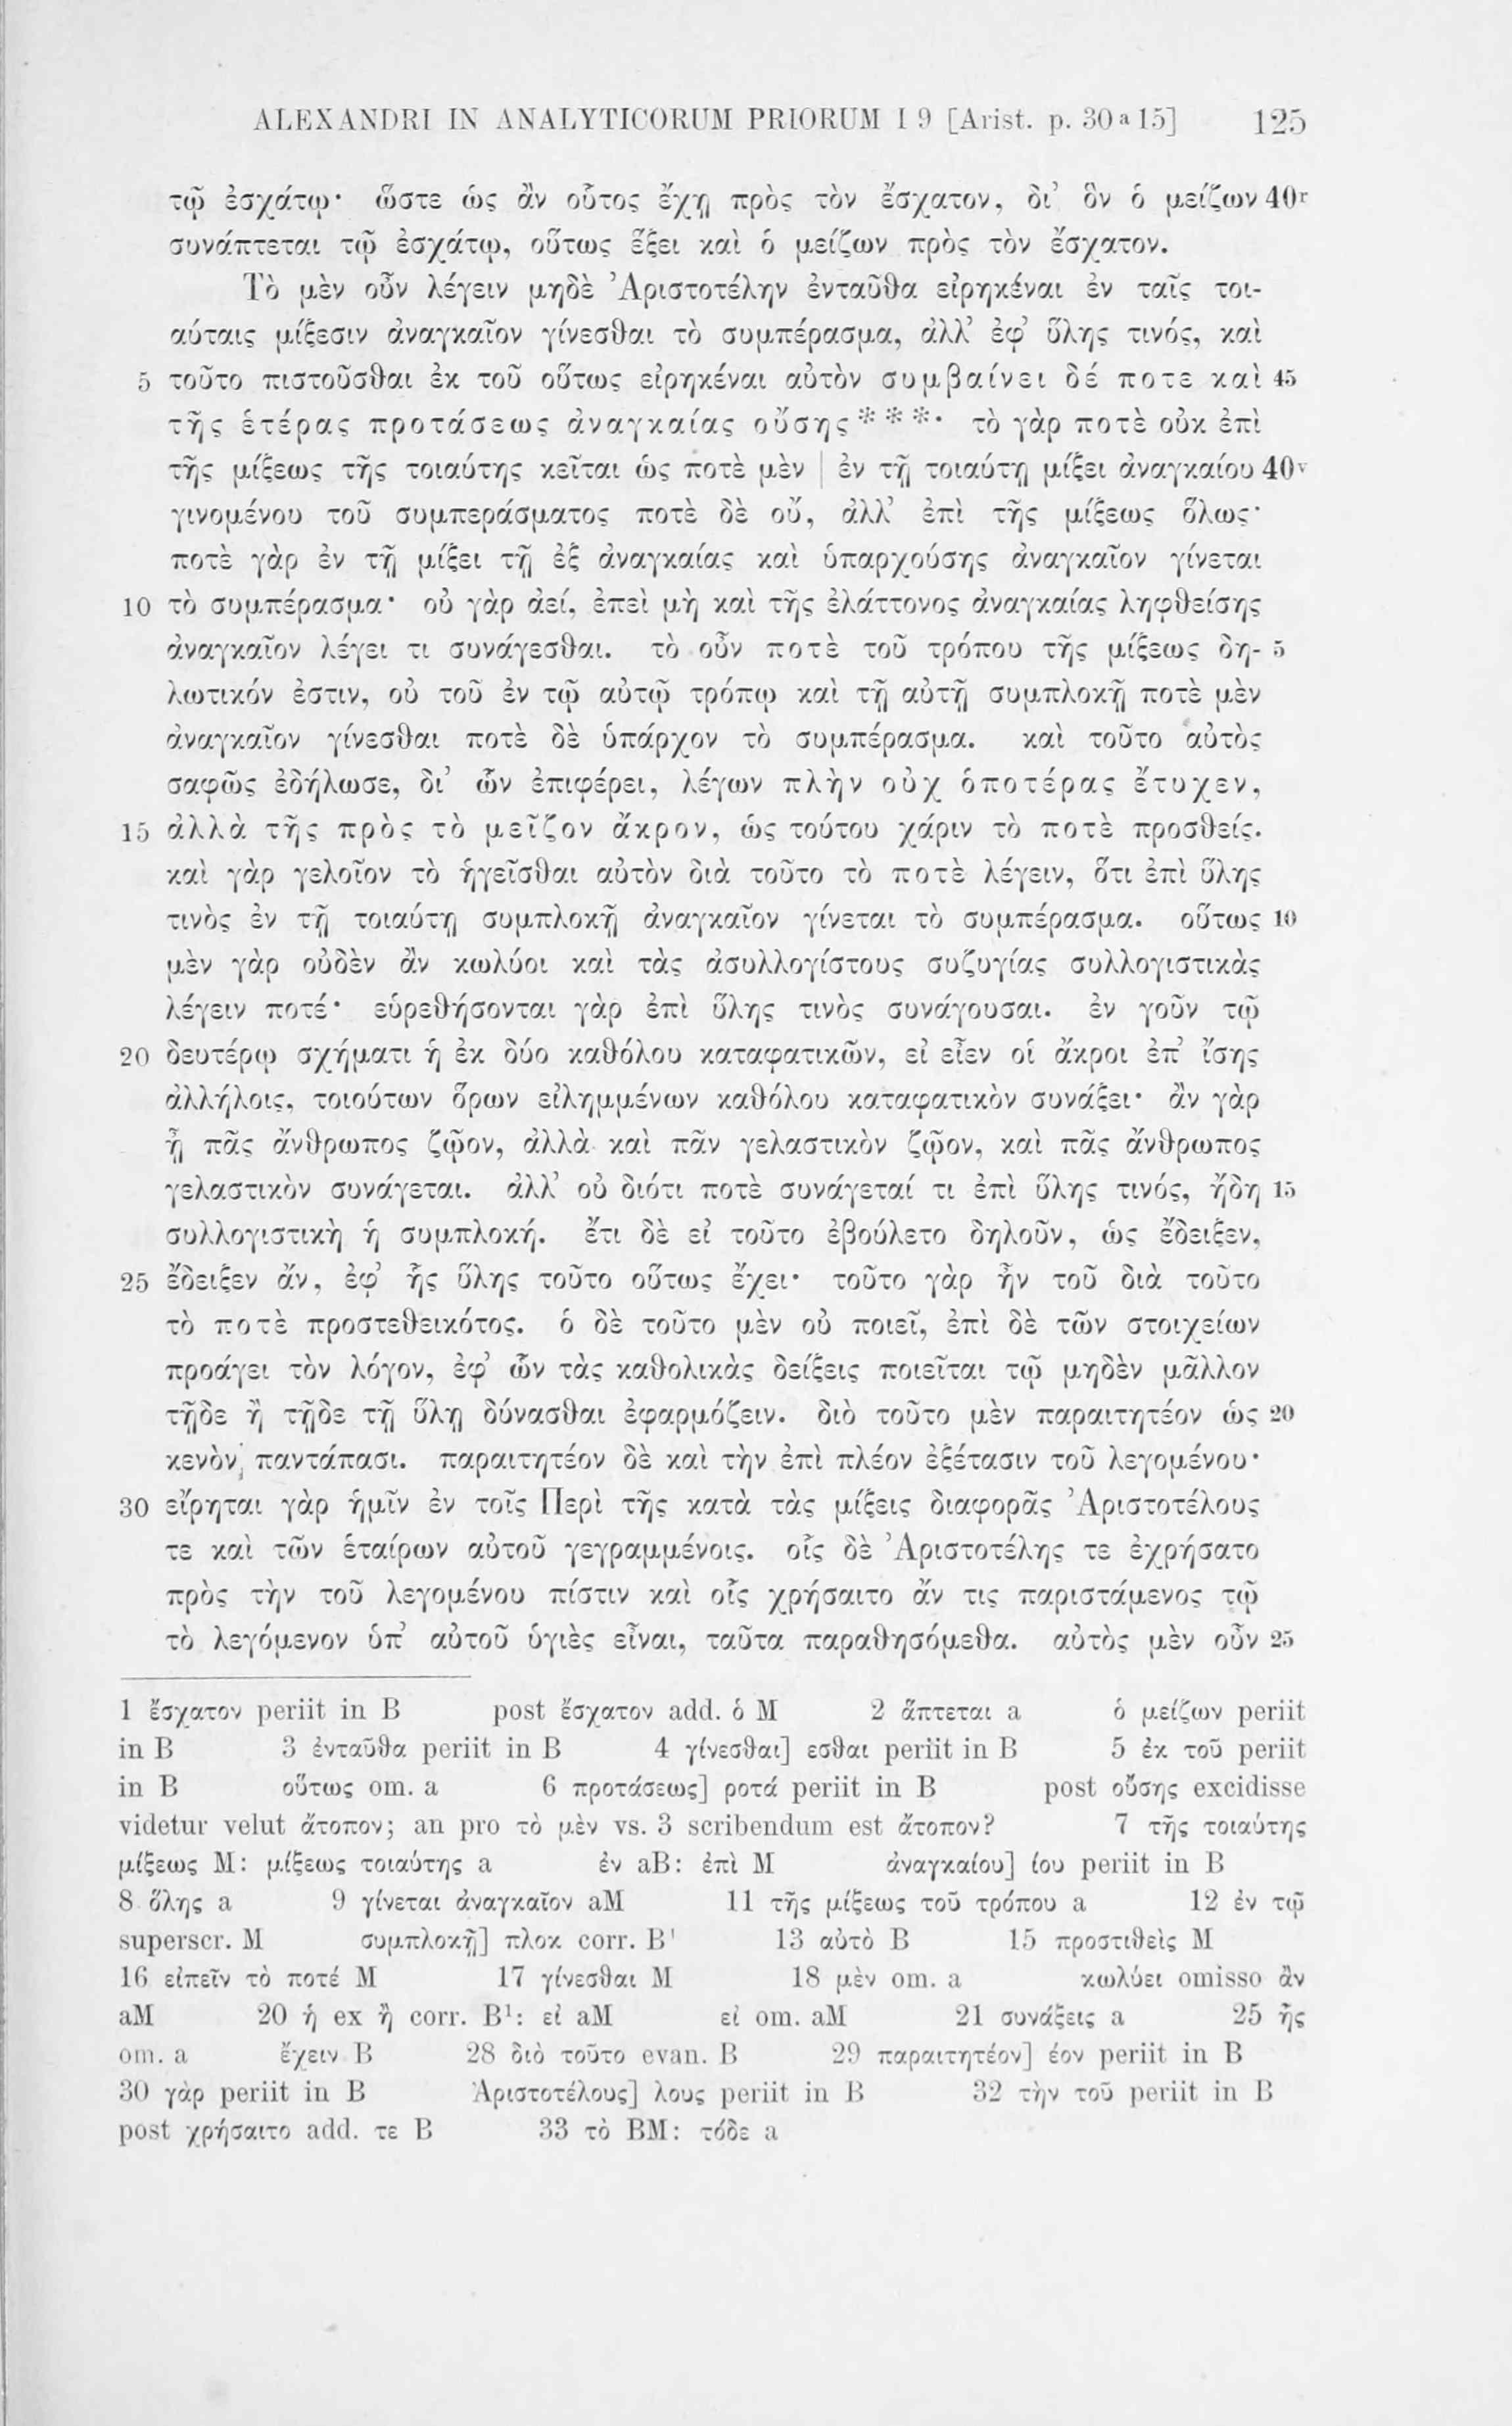 ALEXANDRI IN ANALYTICORUM PRIORUM I 9 [Arist. p. 30 a 15] 125
τῷ ἐσχάτῳ· ὥστε ὡς ἂν οὗτος ἔχῃ πρὸς τὸν ἔσχατον, δι’ ὃν ὁ μείζων 40r
συνάπτεται τῷ ἐσχάτῳ, οὕτως ἕξει καὶ ὁ μείζων πρὸς τὸν ἔσχατον.
Τὸ μὲν οὖν λέγειν μηδὲ Ἀριστοτέλην ἐνταῦθα εἰρηκέναι ἐν ταῖς τοι-
αύταις μίξεσιν ἀναγκαῖον γίνεσθαι τὸ συμπέρασμα, ἀλλ’ ἐφ’ ὕλης τινός, καὶ
5 τοῦτο πιστοῦσθαι ἐκ τοῦ οὕτως εἰρηκέναι αὐτὸν συμβαίνει δέ ποτε καὶ 45
τῆς ἑτέρας προτάσεως ἀναγκαίας οὔσης * * *· τὸ γὰρ ποτὲ οὐκ ἐπὶ
τῆς μίξεως τῆς τοιαύτης κεῖται ὡς ποτὲ μὲν | ἐν τῇ τοιαύτῃ μίξει ἀναγκαίου 40v
γινομένου τοῦ συμπεράσματος ποτὲ δὲ οὔ, ἀλλ’ ἐπὶ τῆς μίξεως ὅλως·
ποτὲ γὰρ ἐν τῇ μίξει τῇ ἐξ ἀναγκαίας καὶ ὑπαρχούσης ἀναγκαῖον γίνεται
10 τὸ συμπέρασμα· οὐ γὰρ ἀεί, ἐπεὶ μὴ καὶ τῆς ἐλάττονος ἀναγκαίας ληφθείσης
ἀναγκαῖον λέγει τι συνάγεσθαι. τὸ οὖν ποτὲ τοῦ τρόπου τῆς μίξεως δη- 5
λωτικόν ἐστιν, οὐ τοῦ ἐν τῷ αὐτῷ τρόπῳ καὶ τῇ αὐτῇ συμπλοκῇ ποτὲ μὲν
ἀναγκαῖον γίνεσθαι ποτὲ δὲ ὑπάρχον τὸ συμπέρασμα. καὶ τοῦτο αὐτὸς
σαφῶς ἐδήλωσε, δι’ ὧν ἐπιφέρει, λέγων πλὴν οὐχ ὁποτέρας ἔτυχεν,
15 ἀλλὰ τῆς πρὸς τὸ μεῖζον ἄκρον, ὡς τούτου χάριν τὸ ποτὲ προσθείς.
καὶ γὰρ γελοῖον τὸ ἡγεῖσθαι αὐτὸν διὰ τοῦτο τὸ ποτὲ λέγειν, ὅτι ἐπὶ ὕλης
τινὸς ἐν τῇ τοιαύτῃ συμπλοκῇ ἀναγκαῖον γίνεται τὸ συμπέρασμα. οὕτως 10
μὲν γὰρ οὐδὲν ἂν κωλύοι καὶ τὰς ἀσυλλογίστους συζυγίας συλλογιστικὰς
λέγειν ποτέ· εὑρεθήσονται γὰρ ἐπὶ ὕλης τινὸς συνάγουσαι. ἐν γοῦν τῷ
20 δευτέρῳ σχήματι ἡ ἐκ δύο καθόλου καταφατικῶν, εἰ εἶεν οἱ ἄκροι ἐπ’ ἴσης
ἀλλήλοις, τοιούτων ὅρων εἰλημμένων καθόλου καταφατικὸν συνάξει· ἂν γὰρ
ᾖ πᾶς ἄνθρωπος ζῷον, ἀλλὰ καὶ πᾶν γελαστικὸν ζῷον, καὶ πᾶς ἄνθρωπος
γελαστικὸν συνάγεται. ἀλλ’ οὐ διότι ποτὲ συνάγεταί τι ἐπὶ ὕλης τινός, ἤδη 15
συλλογιστικὴ ἡ συμπλοκή. ἔτι δὲ εἰ τοῦτο ἐβούλετο δηλοῦν, ὡς ἔδειξεν,
25 ἔδειξεν ἄν, ἐφ’ ἧς ὕλης τοῦτο οὕτως ἔχει· τοῦτο γὰρ ἦν τοῦ διὰ τοῦτο
τὸ ποτὲ προστεθεικότος. ὁ δὲ τοῦτο μὲν οὐ ποιεῖ, ἐπὶ δὲ τῶν στοιχείων
προάγει τὸν λόγον, ἐφ’ ὧν τὰς καθολικὰς δείξεις ποιεῖται τῷ μηδὲν μᾶλλον
τῇδε ἢ τῇδε τῇ ὕλῃ δύνασθαι ἐφαρμόζειν. διὸ τοῦτο μὲν παραιτητέον ὡς 20
κενὸν παντάπασι. παραιτητέον δὲ καὶ τὴν ἐπὶ πλέον ἐξέτασιν τοῦ λεγομένου·
30 εἴρηται γὰρ ἡμῖν ἐν τοῖς Περὶ τῆς κατὰ τὰς μίξεις διαφορᾶς Ἀριστοτέλους
τε καὶ τῶν ἑταίρων αὐτοῦ γεγραμμένοις. οἷς δὲ Ἀριστοτέλης τε ἐχρήσατο
πρὸς τὴν τοῦ λεγομένου πίστιν καὶ οἷς χρήσαιτο ἄν τις παριστάμενος τῷ
τὸ λεγόμενον ὑπ’ αὐτοῦ ὑγιὲς εἶναι, ταῦτα παραθησόμεθα. αὐτὸς μὲν οὖν 25
1 ἔσχατον periit in B post ἔσχατον add. ὁ M 2 ἅπτεται a ὁ μείζων periit
in B 3 ἐνταῦθα periit in B 4 γίνεσθαι] εσθαι periit in B 5 ἐκ τοῦ periit
in B οὕτως om. a 6 προτάσεως] ροτά periit in B post οὔσης excidisse
videtur velut ἄτοπον; an pro τὸ μὲν vs. 3 scribendum est ἄτοπον? 7 τῆς τοιαύτης
μίξεως M: μίξεως τοιαύτης a ἐν aB: ἐπὶ M ἀναγκαίου] ίου periit in B
8 ὅλης a 9 γίνεται ἀναγκαῖον aM 11 τῆς μίξεως τοῦ τρόπου a 12 ἐν τῷ
superscr. M συμπλοκῇ] πλοκ corr. B¹ 13 αὐτὸ B 15 προστιθεὶς M
16 εἰπεῖν τὸ ποτέ M 17 γίνεσθαι M 18 μὲν om. a κωλύει omisso ἂν
aM 20 ἡ ex ἢ corr. B¹: εἰ aM εἰ om. aM 21 συνάξεις a 25 ἧς
om. a ἔχειν B 28 διὸ τοῦτο evan. B 29 παραιτητέον] έον periit in B
30 γὰρ periit in B Ἀριστοτέλους] λους periit in B 32 τὴν τοῦ periit in B
post χρήσαιτο add. τε B 33 τὸ BM: τόδε a